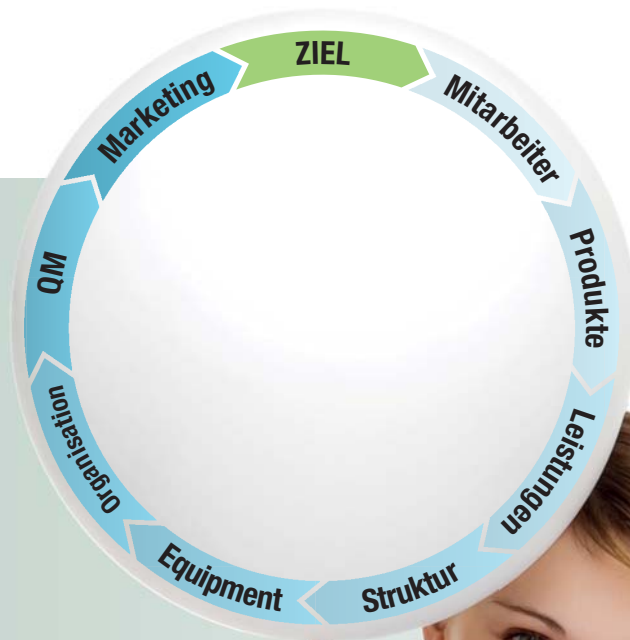 ZIEL
Mitarbeiter
Produkte
Leistungen
Struktur
Equipment
Organisation
QM
Marketing